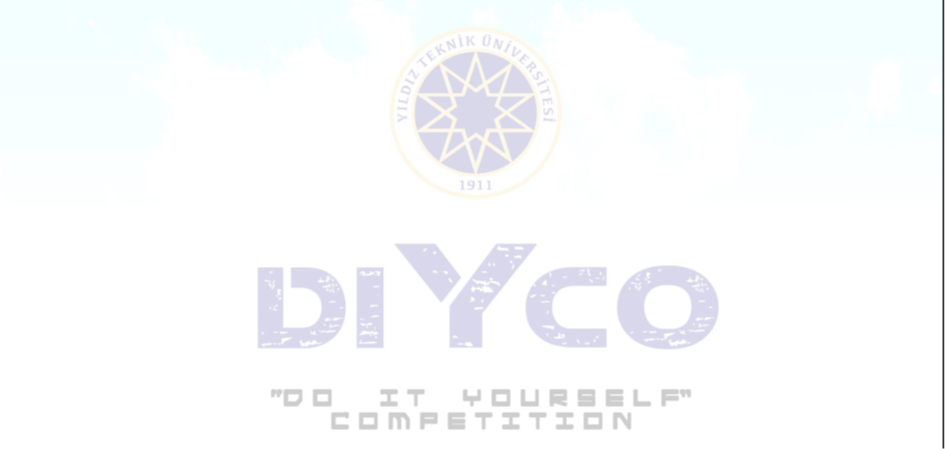 YILDIZ TEKNİK ÜNİVERSİTESİ
1911
DIYCO
"DO IT YOURSELF"
COMPETITION